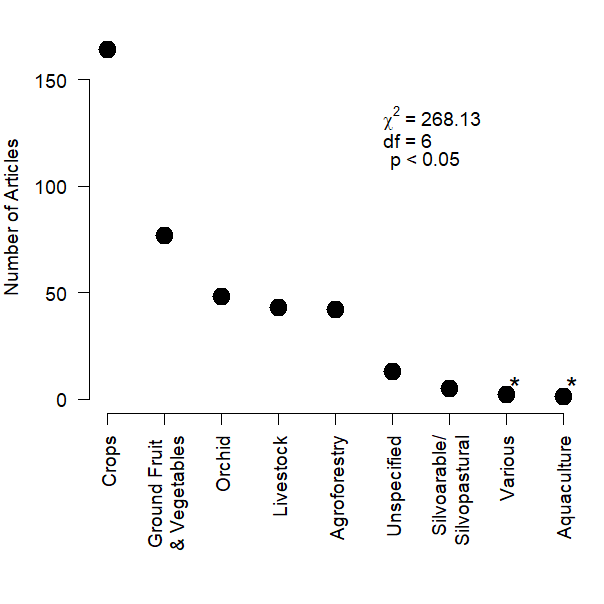 150
100
50
0
Number of Articles
χ² = 268.13
df = 6
p < 0.05
*
*
Crops
Ground Fruit
& Vegetables
Orchid
Livestock
Agroforestry
Unspecified
Silvoarable/
Silvopastural
Various
Aquaculture